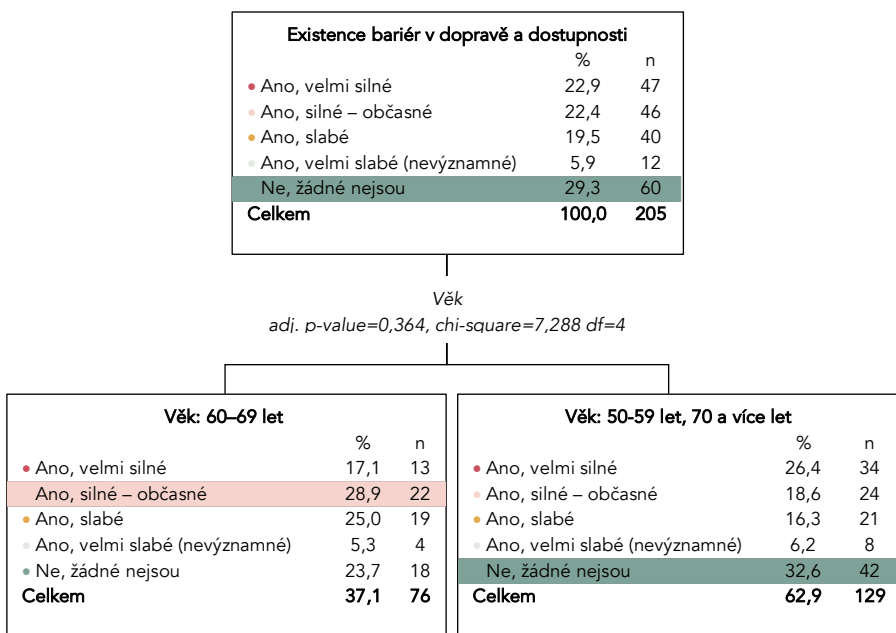 Existence bariér v dopravě a dostupnosti
% n
Ano, velmi silné 22,9 47
Ano, silné – občasné 22,4 46
Ano, slabé 19,5 40
Ano, velmi slabé (nevýznamné) 5,9 12
Ne, žádné nejsou 29,3 60
Celkem 100,0 205
Věk
adj. p-value=0,364, chi-square=7,288 df=4
Věk: 60–69 let
% n
Ano, velmi silné 17,1 13
Ano, silné – občasné 28,9 22
Ano, slabé 25,0 19
Ano, velmi slabé (nevýznamné) 5,3 4
Ne, žádné nejsou 23,7 18
Celkem 37,1 76
Věk: 50-59 let, 70 a více let
% n
Ano, velmi silné 26,4 34
Ano, silné – občasné 18,6 24
Ano, slabé 16,3 21
Ano, velmi slabé (nevýznamné) 6,2 8
Ne, žádné nejsou 32,6 42
Celkem 62,9 129